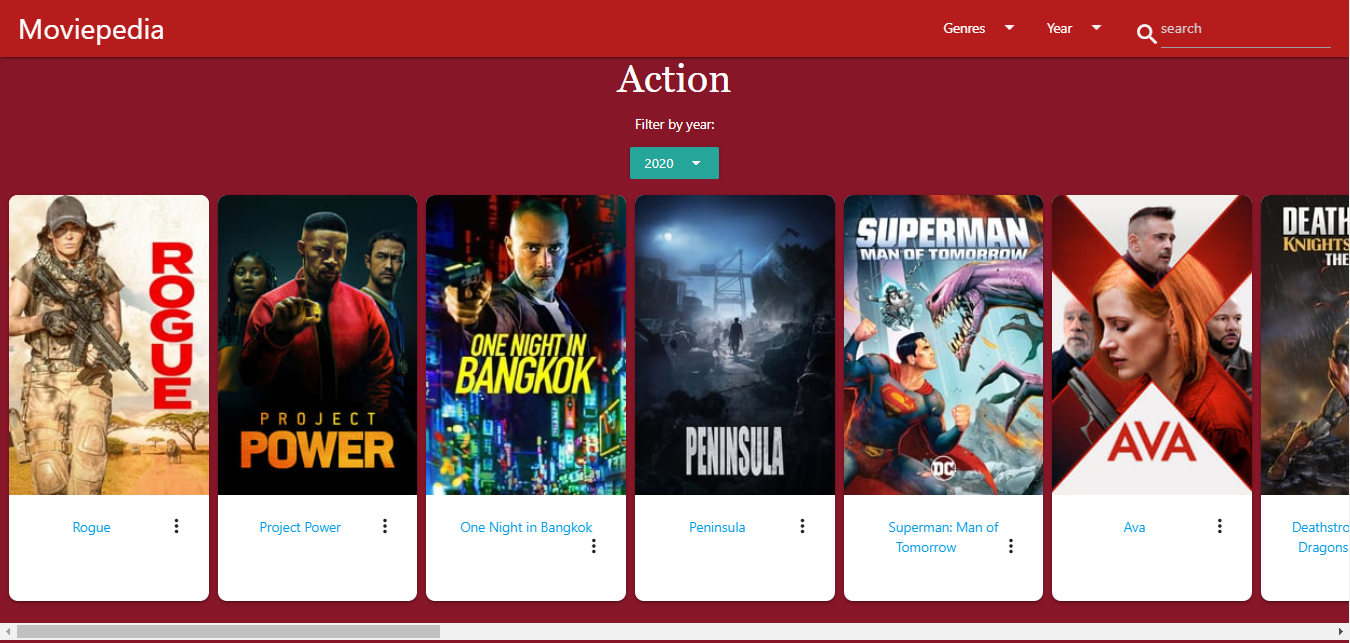 Moviepedia
Genres
Year
search
Action
Filter by year:
2020
ROGUE
PROJECT
POWER
ONE NIGHT IN
BANGKOK
PENINSULA
SUPERMAN
MAN OF TOMORROW
DC
AVA
DEATH
KNIGHTS
THE
Rogue
Project Power
One Night in Bangkok
Peninsula
Superman: Man of
Tomorrow
Ava
Deathstro
Dragons